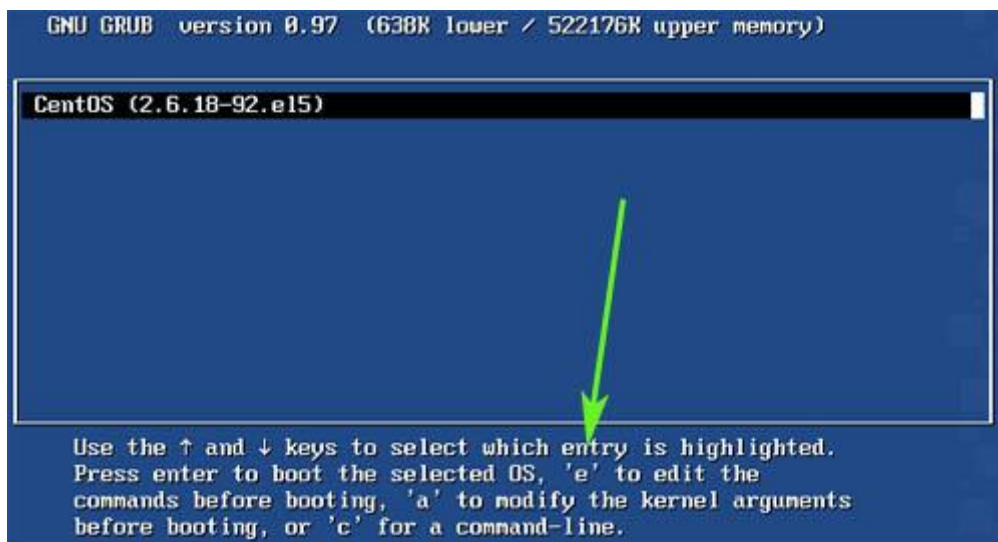 GNU GRUB version 0.97 (638K lower / 522176K upper memory)
CentOS (2.6.18-92.el5)
Use the ↑ and ↓ keys to select which entry is highlighted.
Press enter to boot the selected OS, 'e' to edit the
commands before booting, 'a' to modify the kernel arguments
before booting, or 'c' for a command-line.